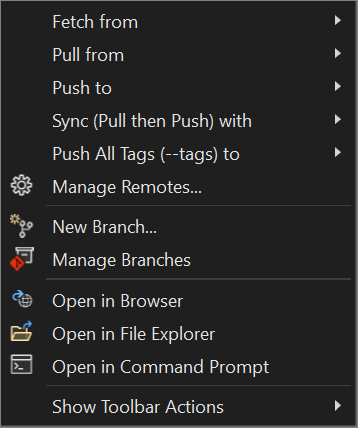 Fetch from
Pull from
Push to
Sync (Pull then Push) with
Push All Tags (--tags) to
Manage Remotes...
New Branch...
Manage Branches
Open in Browser
Open in File Explorer
Open in Command Prompt
Show Toolbar Actions